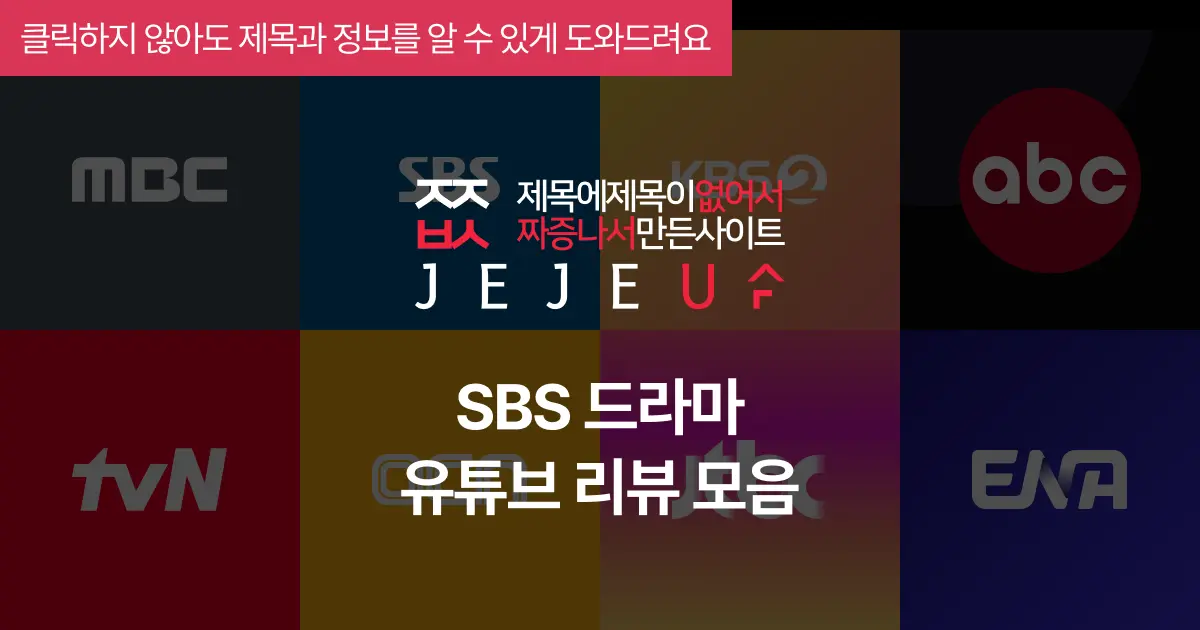 클릭하지 않아도 제목과 정보를 알 수 있게 도와드려요
MBC
SBS
KBS2
abc
제목에제목이없어서
짜증나서만든사이트
JEJEUP
SBS 드라마
유튜브 리뷰 모음
tvN
OCN
jtbc
ENA